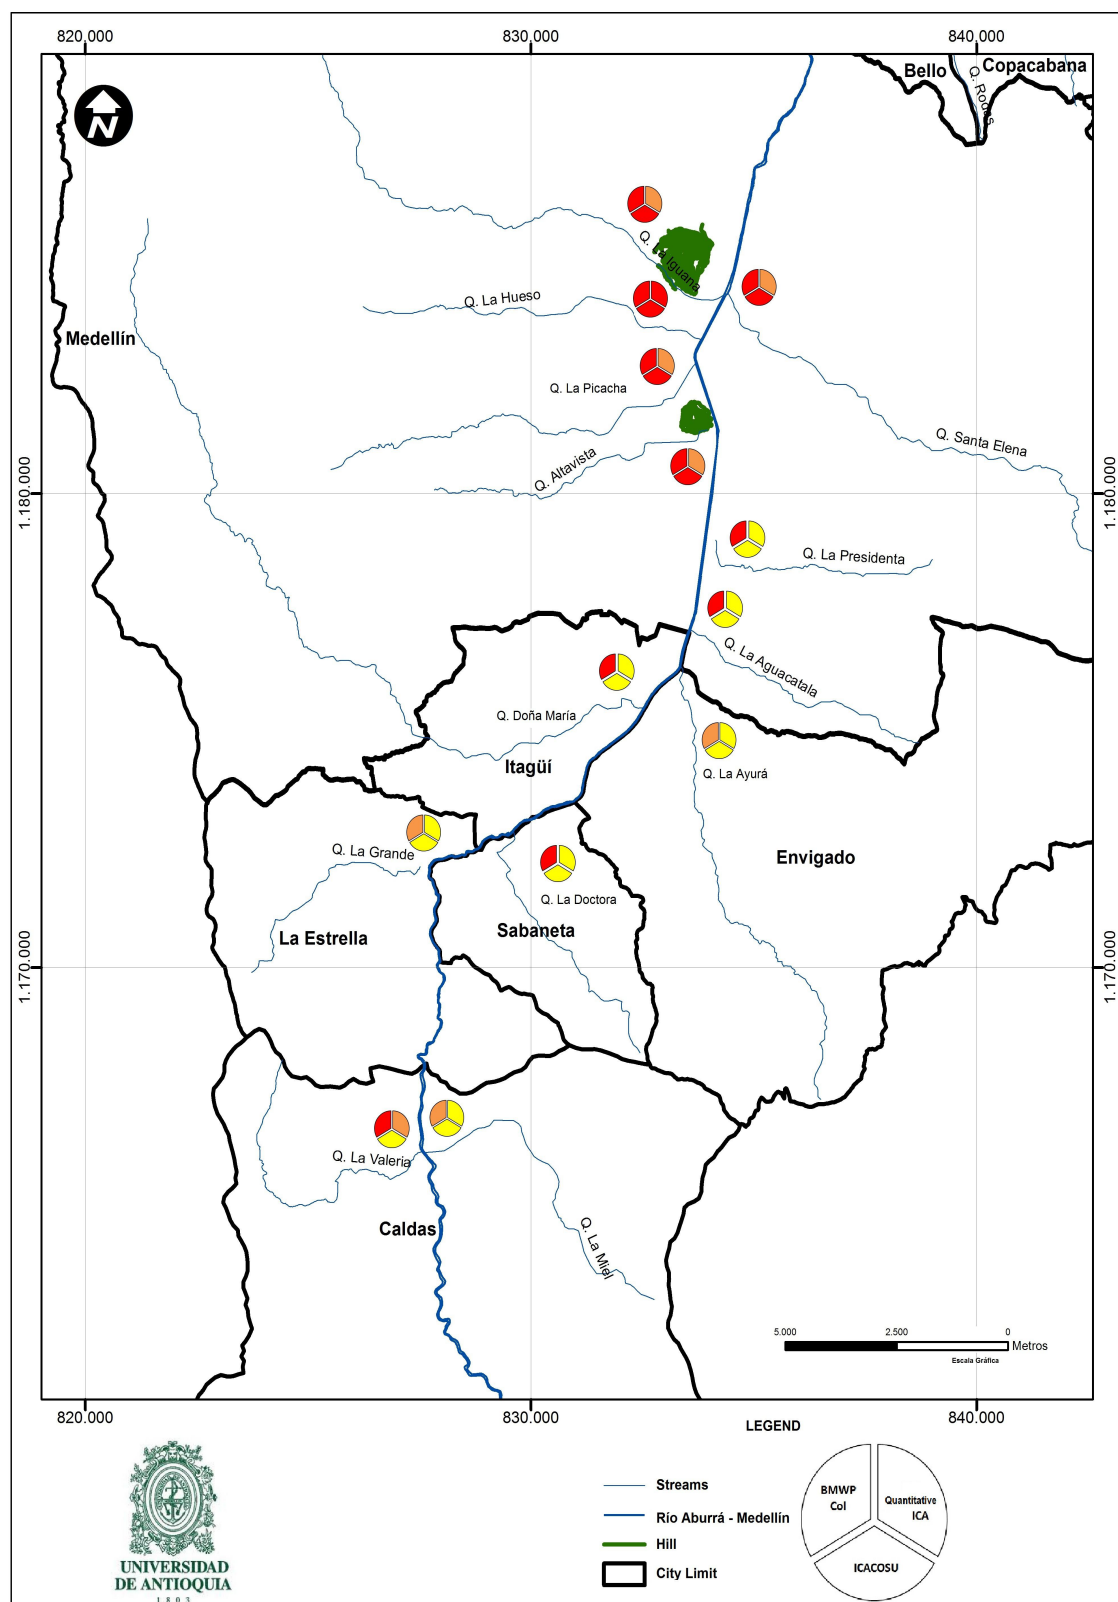 820.000
830.000
840.000
Bello
Copacabana
Q. Rodas
N
Q. La Iguana
Q. La Hueso
Medellín
Q. La Picacha
Q. Santa Elena
Q. Altavista
1.180.000
1.180.000
Q. La Presidenta
Q. La Aguacatala
Q. Doña María
Itagüí
Q. La Ayurá
Q. La Grande
Envigado
Q. La Doctora
La Estrella
Sabaneta
1.170.000
1.170.000
Q. La Valeria
Caldas
Q. La Miel
5.000
2.500
0
Metros
Escala Gráfica
820.000
830.000
840.000
LEGEND
Streams
Río Aburrá - Medellín
Hill
City Limit
BMWP
Col
Quantitative
ICA
ICACOSU
UNIVERSIDAD
DE ANTIOQUIA
1803